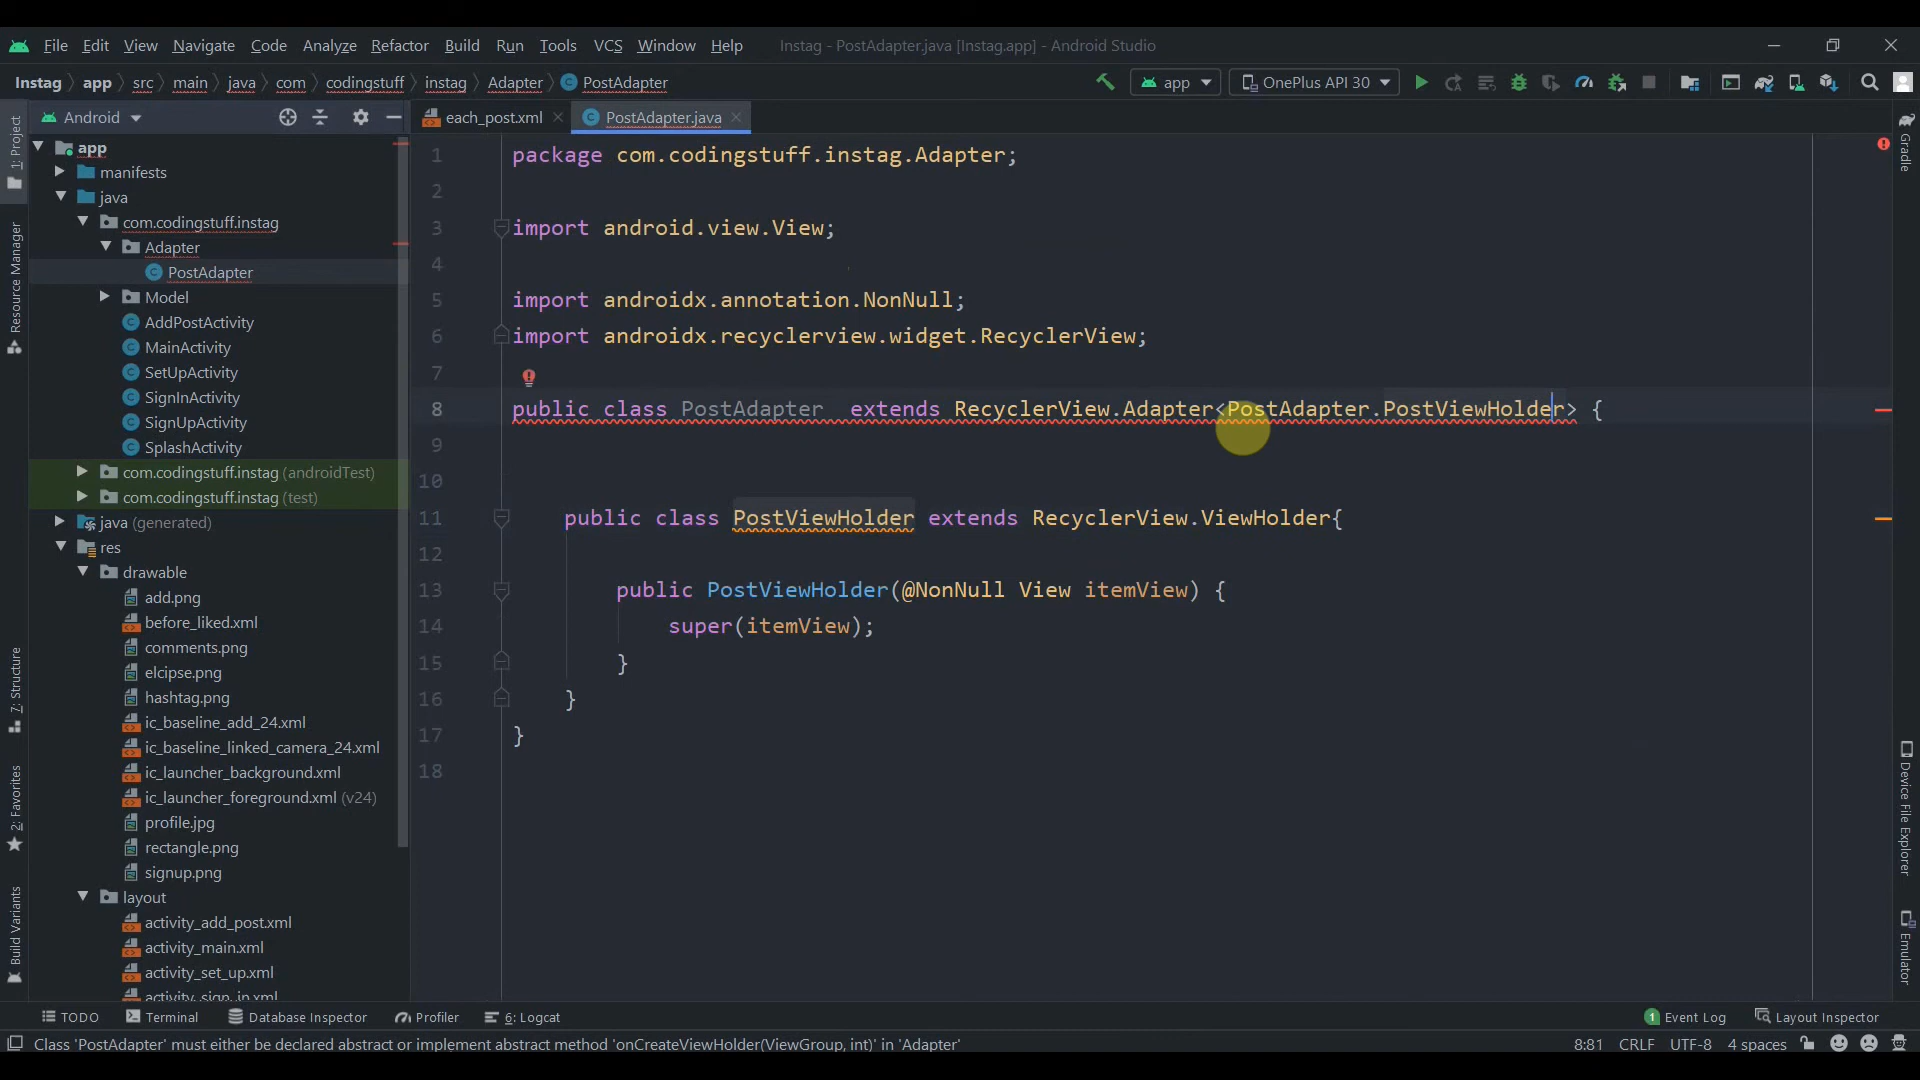 File Edit View Navigate Code Analyze Refactor Build Run Tools VCS Window Help Instag - PostAdapter.java [Instag.app] - Android Studio
Instag app src main java com codingstuff instag Adapter PostAdapter app OnePlus API 30
Android each_post.xml PostAdapter.java
1: Project
Resource Manager
7: Structure
2: Favorites
Build Variants
app
manifests
java
com.codingstuff.instag
Adapter
PostAdapter
Model
AddPostActivity
MainActivity
SetUpActivity
SignInActivity
SignUpActivity
SplashActivity
com.codingstuff.instag (androidTest)
com.codingstuff.instag (test)
java (generated)
res
drawable
add.png
before_liked.xml
comments.png
elcipse.png
hashtag.png
ic_baseline_add_24.xml
ic_baseline_linked_camera_24.xml
ic_launcher_background.xml
ic_launcher_foreground.xml (v24)
profile.jpg
rectangle.png
signup.png
layout
activity_add_post.xml
activity_main.xml
activity_set_up.xml
activity_sign_in.xml
1 package com.codingstuff.instag.Adapter;
2
3 import android.view.View;
4
5 import androidx.annotation.NonNull;
6 import androidx.recyclerview.widget.RecyclerView;
7
8 public class PostAdapter  extends RecyclerView.Adapter<PostAdapter.PostViewHolder> {
9
10
11 public class PostViewHolder extends RecyclerView.ViewHolder{
12
13 public PostViewHolder(@NonNull View itemView) {
14 super(itemView);
15 }
16 }
17 }
18
Gradle
Device File Explorer
Emulator
TODO Terminal Database Inspector Profiler 6: Logcat 1 Event Log Layout Inspector
Class 'PostAdapter' must either be declared abstract or implement abstract method 'onCreateViewHolder(ViewGroup, int)' in 'Adapter' 8:81 CRLF UTF-8 4 spaces